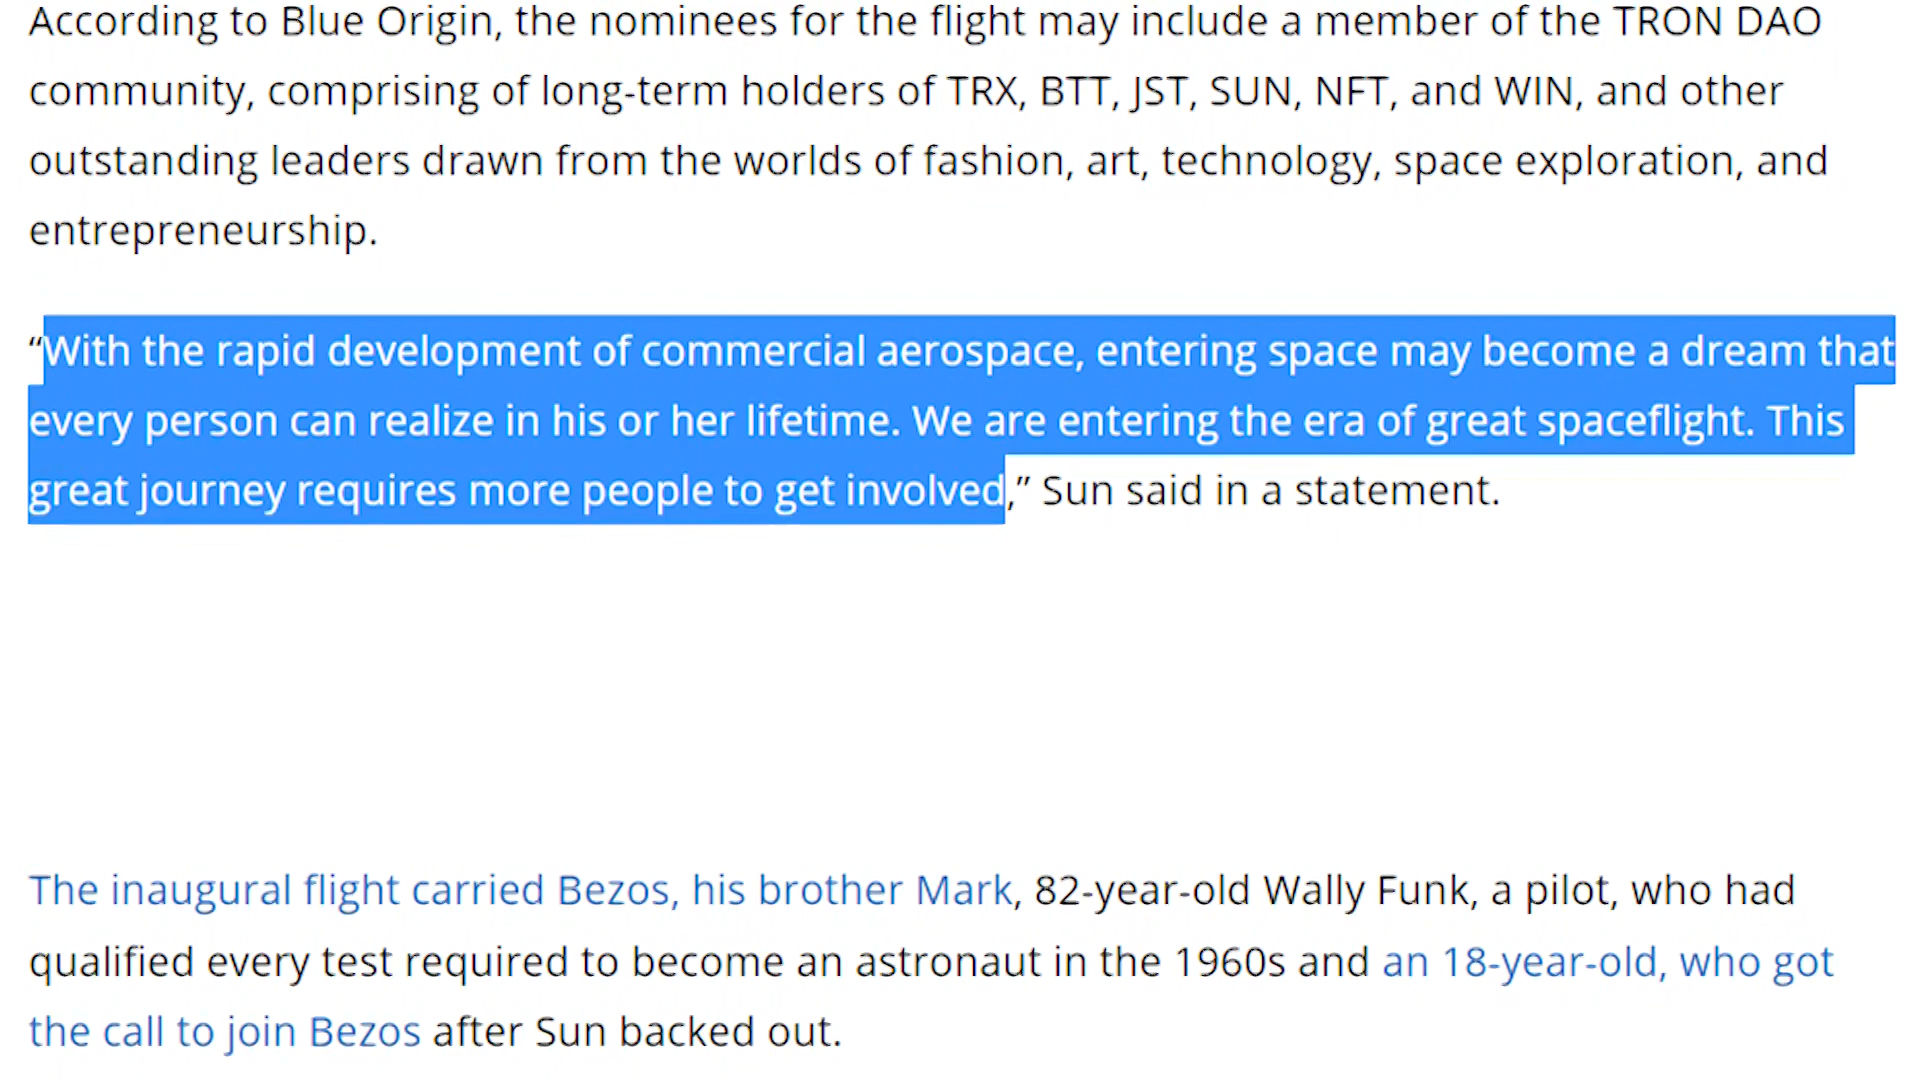 According to Blue Origin, the nominees for the flight may include a member of the TRON DAO
community, comprising of long-term holders of TRX, BTT, JST, SUN, NFT, and WIN, and other
outstanding leaders drawn from the worlds of fashion, art, technology, space exploration, and
entrepreneurship.
“With the rapid development of commercial aerospace, entering space may become a dream that
every person can realize in his or her lifetime. We are entering the era of great spaceflight. This
great journey requires more people to get involved,” Sun said in a statement.
The inaugural flight carried Bezos, his brother Mark, 82-year-old Wally Funk, a pilot, who had
qualified every test required to become an astronaut in the 1960s and an 18-year-old, who got
the call to join Bezos after Sun backed out.